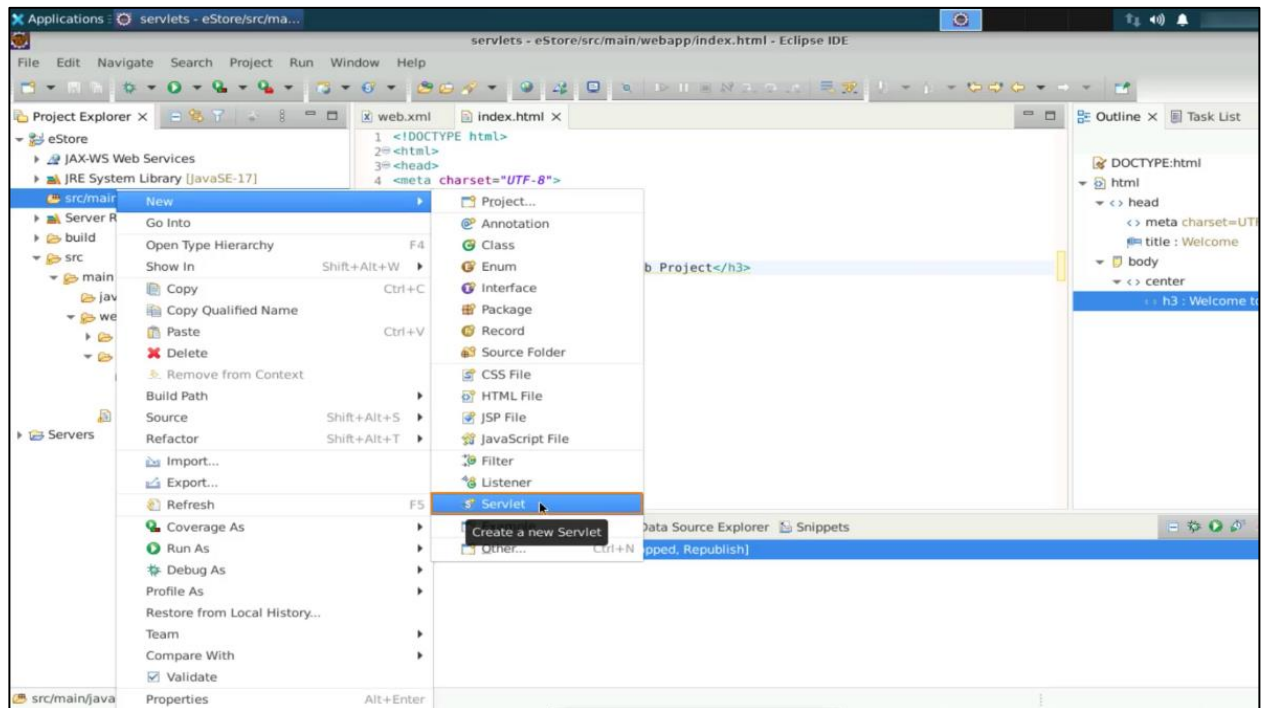 Applications : servlets - eStore/src/ma...
servlets - eStore/src/main/webapp/index.html - Eclipse IDE
File Edit Navigate Search Project Run Window Help
Project Explorer
eStore
JAX-WS Web Services
JRE System Library [JavaSE-17]
src/main
Server R
build
src
main
jav
we
Servers
New
Go Into
Open Type Hierarchy F4
Show In Shift+Alt+W
Copy Ctrl+C
Copy Qualified Name
Paste Ctrl+V
Delete
Remove from Context
Build Path
Source Shift+Alt+S
Refactor Shift+Alt+T
Import...
Export...
Refresh F5
Coverage As
Run As
Debug As
Profile As
Restore from Local History...
Team
Compare With
Validate
Properties Alt+Enter
Project...
Annotation
Class
Enum
Interface
Package
Record
Source Folder
CSS File
HTML File
JSP File
JavaScript File
Filter
Listener
Servlet
Create a new Servlet
Other... Ctrl+N
web.xml index.html
1 <!DOCTYPE html>
2 <html>
3 <head>
4 <meta charset="UTF-8">
b Project</h3>
Data Source Explorer Snippets
pped, Republish]
Outline Task List
DOCTYPE:html
html
head
meta charset=UTF
title : Welcome
body
center
h3 : Welcome to
src/main/java